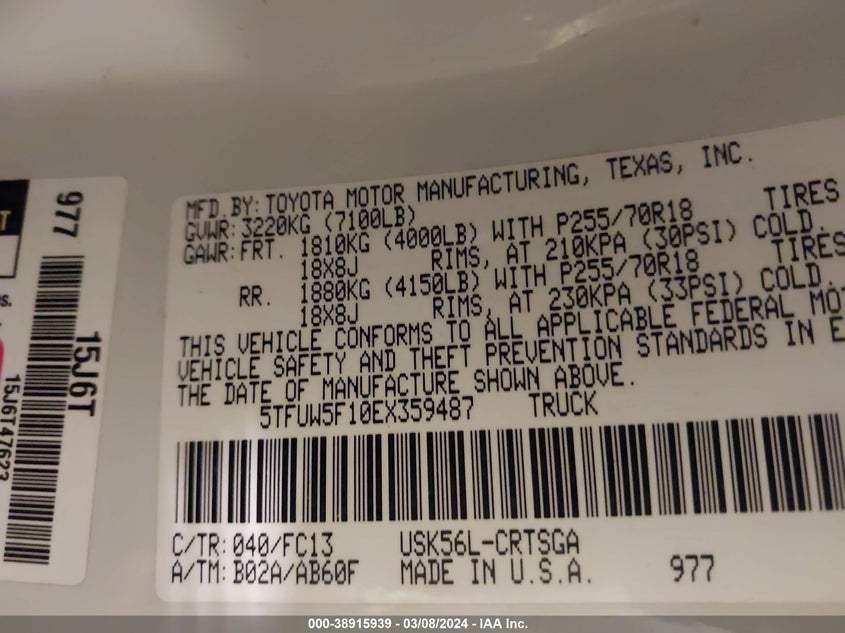 MFD.BY:TOYOTA MOTOR MANUFACTURING, TEXAS, INC.
GVWR:3220KG (7100LB)
GAWR:FRT. 1810KG (4000LB) WITH P255/70R18 TIRES
18X8J RIMS, AT 210KPA (30PSI) COLD.
RR. 1880KG (4150LB) WITH P255/70R18 TIRES
18X8J RIMS, AT 230KPA (33PSI) COLD.
THIS VEHICLE CONFORMS TO ALL APPLICABLE FEDERAL MOT
VEHICLE SAFETY AND THEFT PREVENTION STANDARDS IN E
THE DATE OF MANUFACTURE SHOWN ABOVE.
5TFUW5F10EX359487 TRUCK
C/TR:040/FC13 USK56L-CRTSGA
A/TM:B02A/AB60F MADE IN U.S.A. 977
977
15J6T
15J6T47623
000-38915939 - 03/08/2024 - IAA Inc.